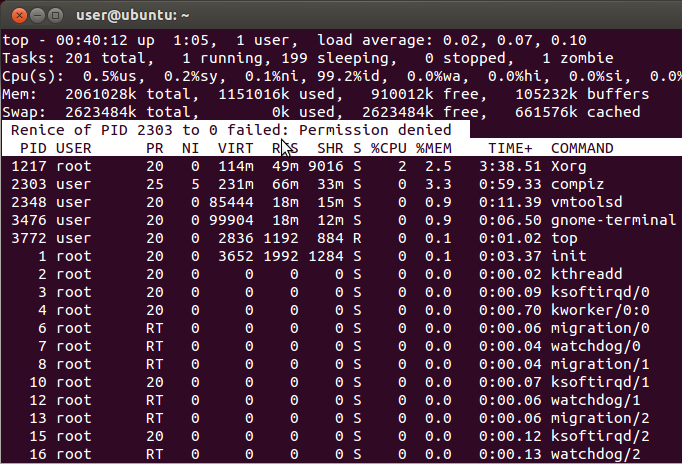 user@ubuntu: ~
top - 00:40:12 up  1:05,  1 user,  load average: 0.02, 0.07, 0.10
Tasks: 201 total,   1 running, 199 sleeping,   0 stopped,   1 zombie
Cpu(s):  0.5%us,  0.2%sy,  0.1%ni, 99.2%id,  0.0%wa,  0.0%hi,  0.0%si,  0.0%
Mem:   2061028k total,  1151016k used,   910012k free,   105232k buffers
Swap:  2623484k total,        0k used,  2623484k free,   661576k cached
Renice of PID 2303 to 0 failed: Permission denied
PID USER      PR  NI  VIRT  RES  SHR S %CPU %MEM    TIME+  COMMAND
1217 root      20   0  114m  49m 9016 S    2  2.5   3:38.51 Xorg
2303 user      25   5  231m  66m  33m S    0  3.3   0:59.33 compiz
2348 user      20   0 85444  18m  15m S    0  0.9   0:11.39 vmtoolsd
3476 user      20   0 99904  18m  12m S    0  0.9   0:06.50 gnome-terminal
3772 user      20   0  2836 1192  884 R    0  0.1   0:01.02 top
1 root      20   0  3652 1992 1284 S    0  0.1   0:03.37 init
2 root      20   0     0    0    0 S    0  0.0   0:00.02 kthreadd
3 root      20   0     0    0    0 S    0  0.0   0:00.09 ksoftirqd/0
4 root      20   0     0    0    0 S    0  0.0   0:00.70 kworker/0:0
6 root      RT   0     0    0    0 S    0  0.0   0:00.06 migration/0
7 root      RT   0     0    0    0 S    0  0.0   0:00.04 watchdog/0
8 root      RT   0     0    0    0 S    0  0.0   0:00.04 migration/1
10 root      20   0     0    0    0 S    0  0.0   0:00.07 ksoftirqd/1
12 root      RT   0     0    0    0 S    0  0.0   0:00.06 watchdog/1
13 root      RT   0     0    0    0 S    0  0.0   0:00.06 migration/2
15 root      20   0     0    0    0 S    0  0.0   0:00.12 ksoftirqd/2
16 root      RT   0     0    0    0 S    0  0.0   0:00.13 watchdog/2